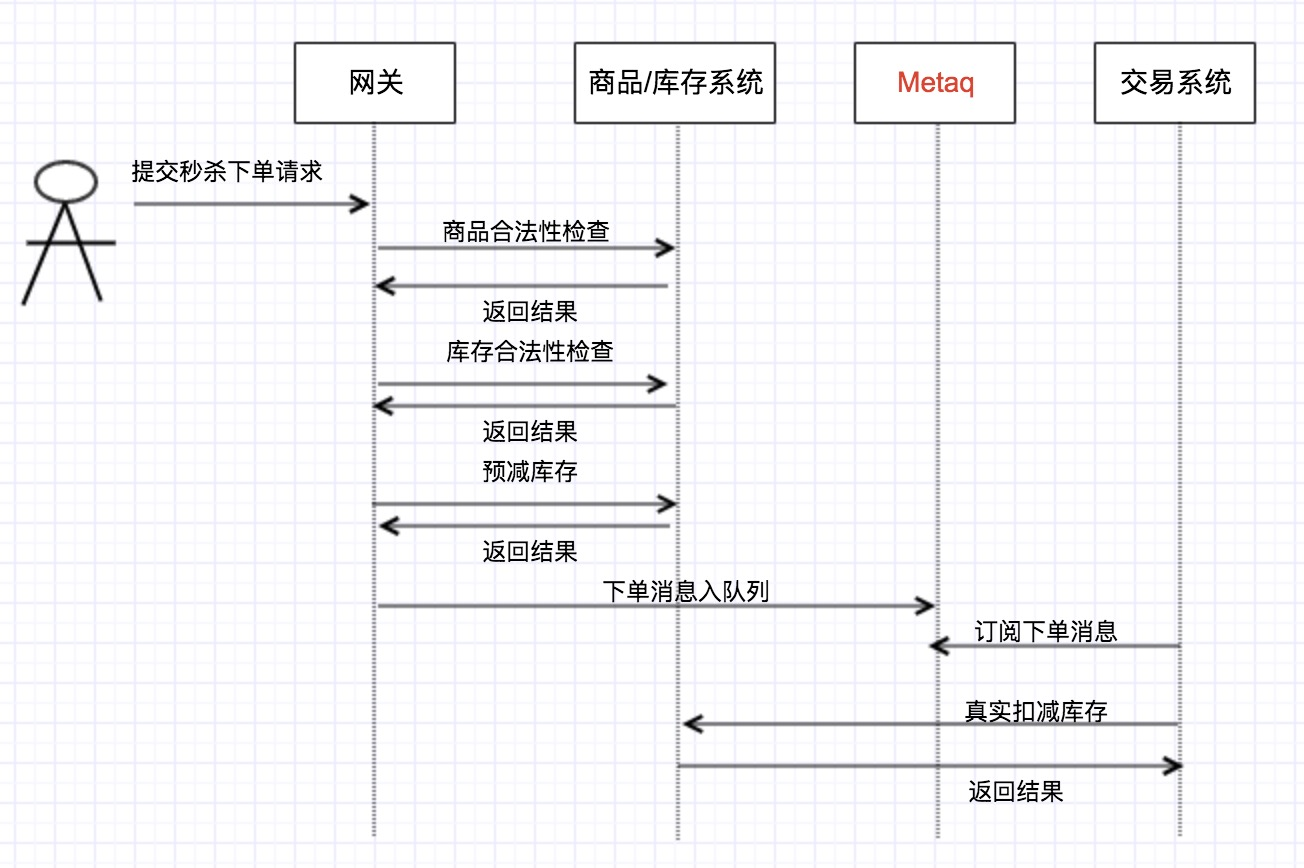 网关
商品/库存系统
Metaq
交易系统
提交秒杀下单请求
商品合法性检查
返回结果
库存合法性检查
返回结果
预减库存
返回结果
下单消息入队列
订阅下单消息
真实扣减库存
返回结果